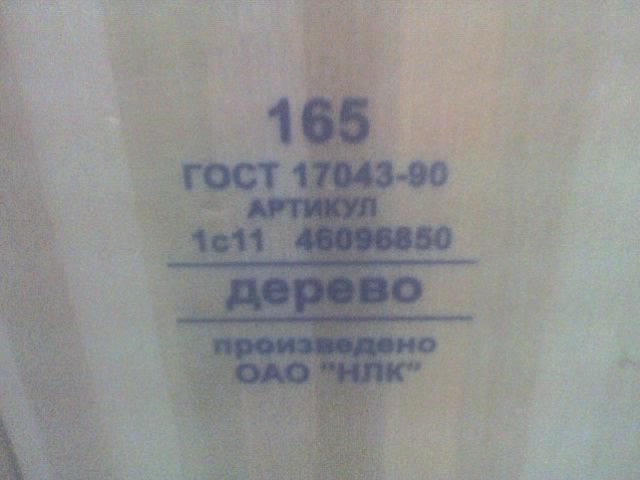 165
ГОСТ 17043-90
АРТИКУЛ
1с11 46096850
дерево
произведено
ОАО "НЛК"